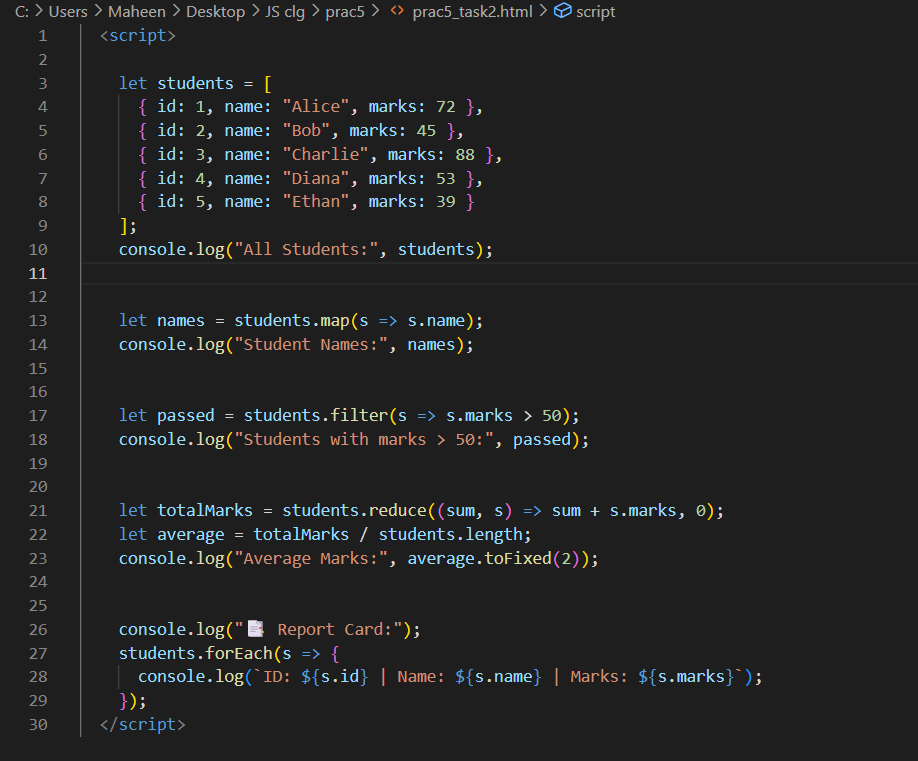 C: > Users > Maheen > Desktop > JS clg > prac5 > <> prac5_task2.html > script
1 <script>
2
3 let students = [
4 { id: 1, name: "Alice", marks: 72 },
5 { id: 2, name: "Bob", marks: 45 },
6 { id: 3, name: "Charlie", marks: 88 },
7 { id: 4, name: "Diana", marks: 53 },
8 { id: 5, name: "Ethan", marks: 39 }
9 ];
10 console.log("All Students:", students);
11
12
13 let names = students.map(s => s.name);
14 console.log("Student Names:", names);
15
16
17 let passed = students.filter(s => s.marks > 50);
18 console.log("Students with marks > 50:", passed);
19
20
21 let totalMarks = students.reduce((sum, s) => sum + s.marks, 0);
22 let average = totalMarks / students.length;
23 console.log("Average Marks:", average.toFixed(2));
24
25
26 console.log("📑 Report Card:");
27 students.forEach(s => {
28 console.log(`ID: ${s.id} | Name: ${s.name} | Marks: ${s.marks}`);
29 });
30 </script>